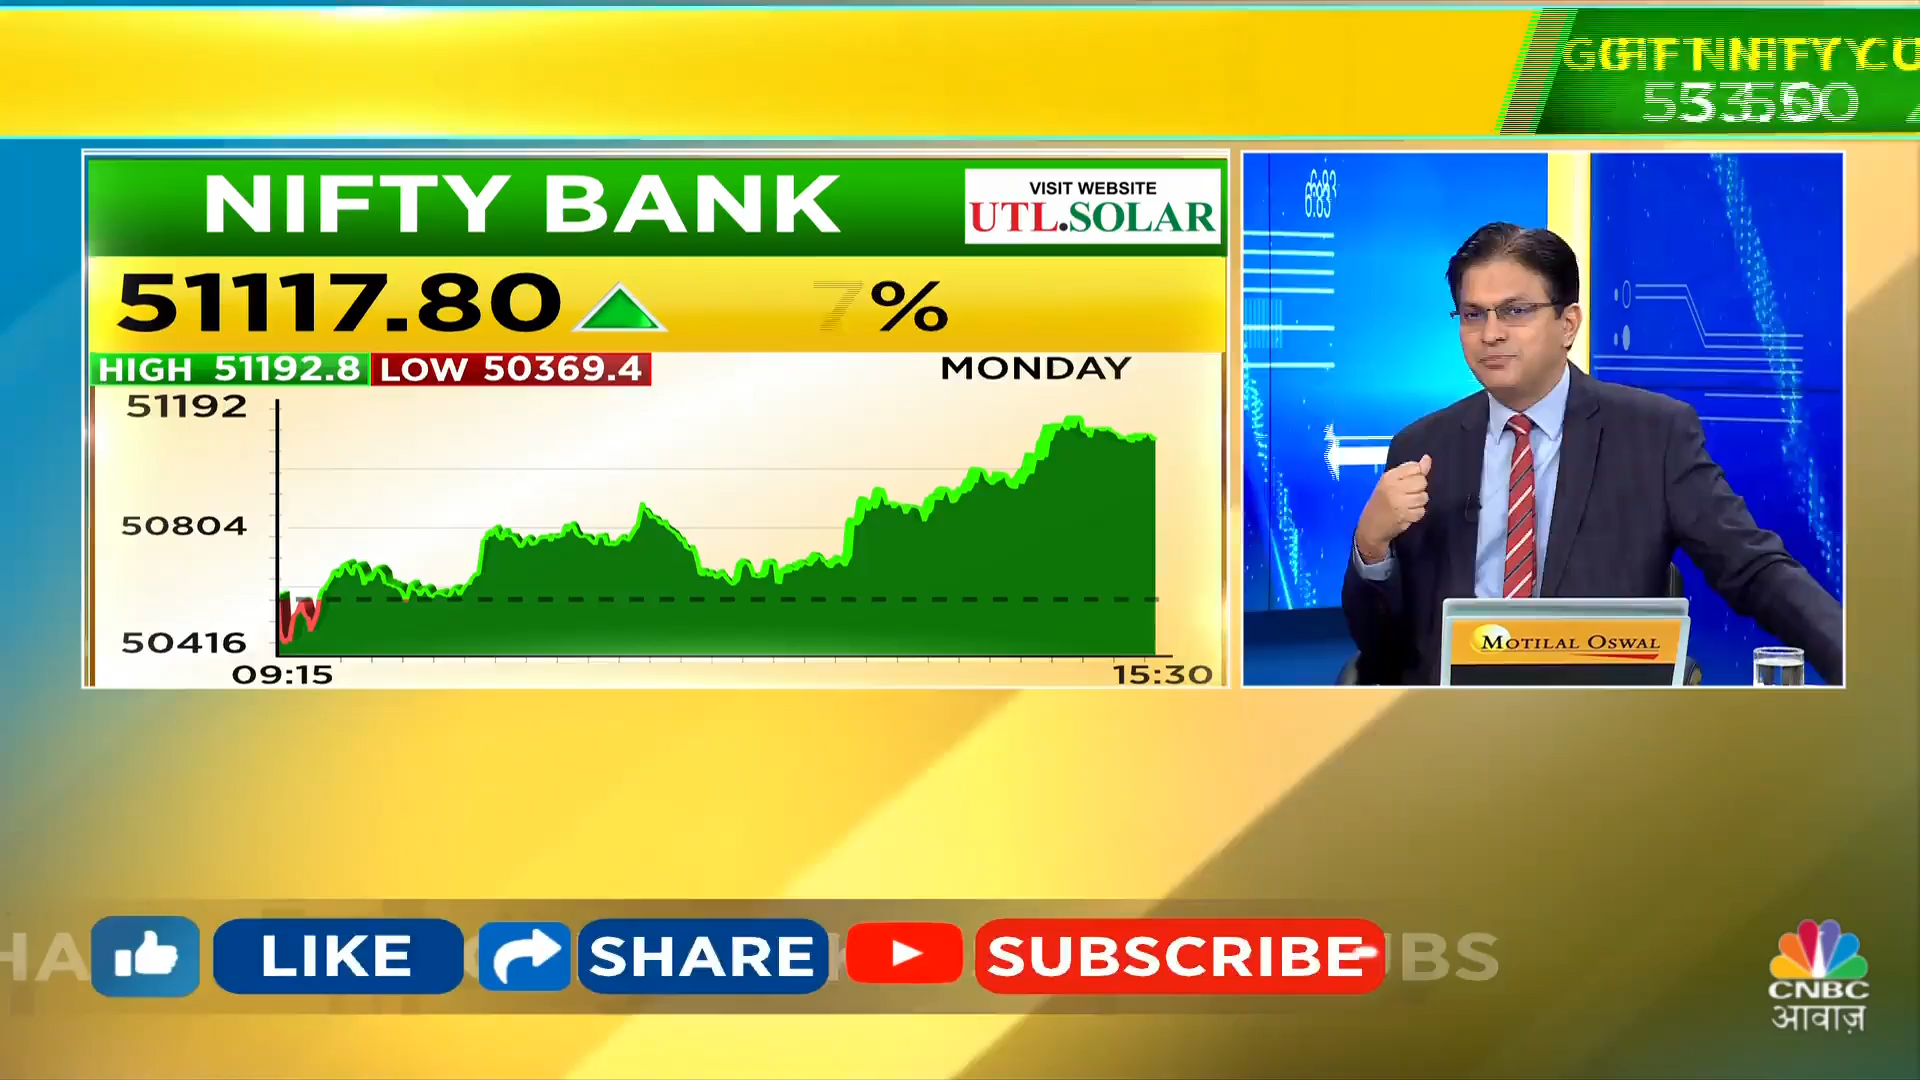 NIFTY BANK
VISIT WEBSITE
UTL.SOLAR
51117.80
7%
HIGH 51192.8 LOW 50369.4
MONDAY
51192
50804
50416
09:15 15:30
MOTILAL OSWAL
LIKE SHARE SUBSCRIBE
CNBC
आवाज़